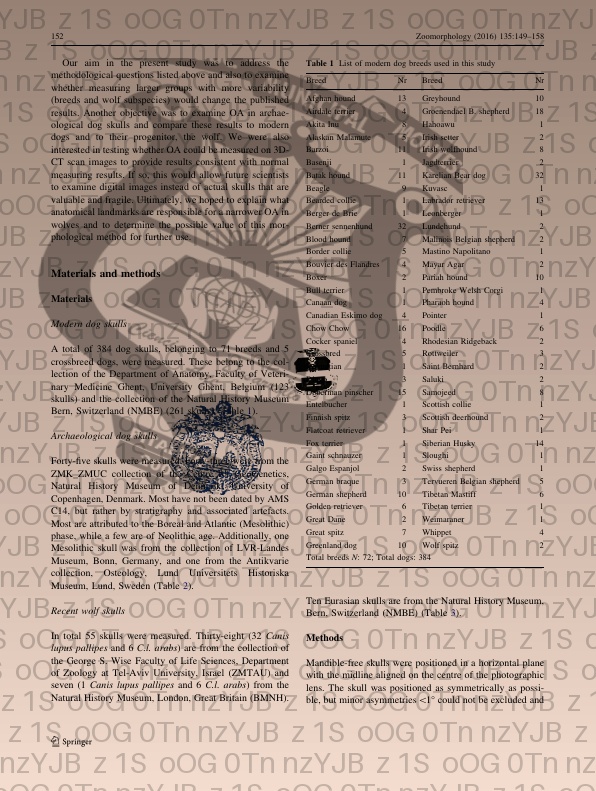 152
Zoomorphology (2016) 135:149–158
Our aim in the present study was to address the
methodological questions listed above and also to examine
whether measuring larger groups with more variability
(breeds and wolf subspecies) would change the published
results. Another objective was to examine OA in archae-
ological dog skulls and compare these results to modern
dogs and to their progenitor, the wolf. We were also
interested in testing whether OA could be measured on 3D-
CT scan images to provide results consistent with normal
measuring results. If so, this would allow future scientists
to examine digital images instead of actual skulls that are
valuable and fragile. Ultimately, we hoped to explain what
anatomical landmarks are responsible for a narrower OA in
wolves and to determine the possible value of this mor-
phological method for further use.
Materials and methods
Materials
Modern dog skulls
A total of 384 dog skulls, belonging to 71 breeds and 5
crossbreed dogs, were measured. These belong to the col-
lection of the Department of Anatomy, Faculty of Veteri-
nary Medicine Ghent, University Ghent, Belgium (123
skulls) and the collection of the Natural History Museum
Bern, Switzerland (NMBE) (261 skulls) (Table 1).
Archaeological dog skulls
Forty-five skulls were measured. Forty-three were from the
ZMK ZMUC collection of the
Natural History Museum of Denmark, University of
Copenhagen, Denmark. Most have not been dated by AMS
C14, but rather by stratigraphy and associated artefacts.
Most are attributed to the Boreal and Atlantic (Mesolithic)
phase, while a few are of Neolithic age. Additionally, one
Mesolithic skull was from the collection of LVR-Landes
Museum, Bonn, Germany, and one from the Antikvarie
collection, Osteology, Lund Universitets Historiska
Museum, Lund, Sweden (Table 2).
Recent wolf skulls
In total 55 skulls were measured. Thirty-eight (32 Canis
lupus pallipes and 6 C.l. arabs) are from the collection of
the George S. Wise Faculty of Life Sciences, Department
of Zoology at Tel-Aviv University, Israel (ZMTAU) and
seven (1 Canis lupus pallipes and 6 C.l. arabs) from the
Natural History Museum, London, Great Britain (BMNH).
Table 1 List of modern dog breeds used in this study
Breed Nr Breed Nr
Afghan hound 13 Greyhound 10
Airdale terrier 4 Groenendael B. shepherd 18
Akita Inu 8 Hahoawu 1
Alaskan Malamute 5 Irish setter 2
Barzoi 11 Irish wolfhound 8
Basenji 1 Jagdterrier 2
Batak hound 11 Karelian Bear dog 32
Beagle 9 Kuvasc 1
Bearded collie 1 Labrador retriever 13
Berger de Brie 1 Leonberger 1
Berner sennenhund 32 Lundehund 2
Blood hound 7 Malinois Belgian shepherd 2
Border collie 5 Mastino Napolitano 1
Bouvier des Flandres 4 Mayar Agar 2
Boxer 2 Pariah hound 10
Bull terrier 1 Pembroke Welsh Corgi 1
Canaan dog 1 Pharaoh hound 4
Canadian Eskimo dog 4 Pointer 1
Chow Chow 16 Poodle 6
Cocker spaniel 4 Rhodesian Ridgeback 2
5 Rottweiler 3
1 Saint Bernhard 2
3 Saluki 2
pinscher 15 Samojeed 8
Entelbucher 1 Scottish collie 1
Finnish spitz 3 Scottish deerhound 2
Flatcoat retriever 1 Shar Pei 1
Fox terrier 1 Siberian Husky 14
Gaint schnauzer 1 Sloughi 1
Galgo Espanjol 2 Swiss shepherd 1
German braque 3 Tervueren Belgian shepherd 5
German shepherd 10 Tibetan Mastiff 6
Golden retriever 6 Tibetan terrier 1
Great Dane 2 Weimaraner 1
Great spitz 7 Whippet 4
Greenland dog 10 Wolf spitz 2
Total breeds N: 72; Total dogs: 384
Ten Eurasian skulls are from the Natural History Museum,
Bern, Switzerland (NMBE) (Table 3).
Methods
Mandible-free skulls were positioned in a horizontal plane
with the midline aligned on the centre of the photographic
lens. The skull was positioned as symmetrically as possi-
ble, but minor asymmetries <1° could not be excluded and
Springer